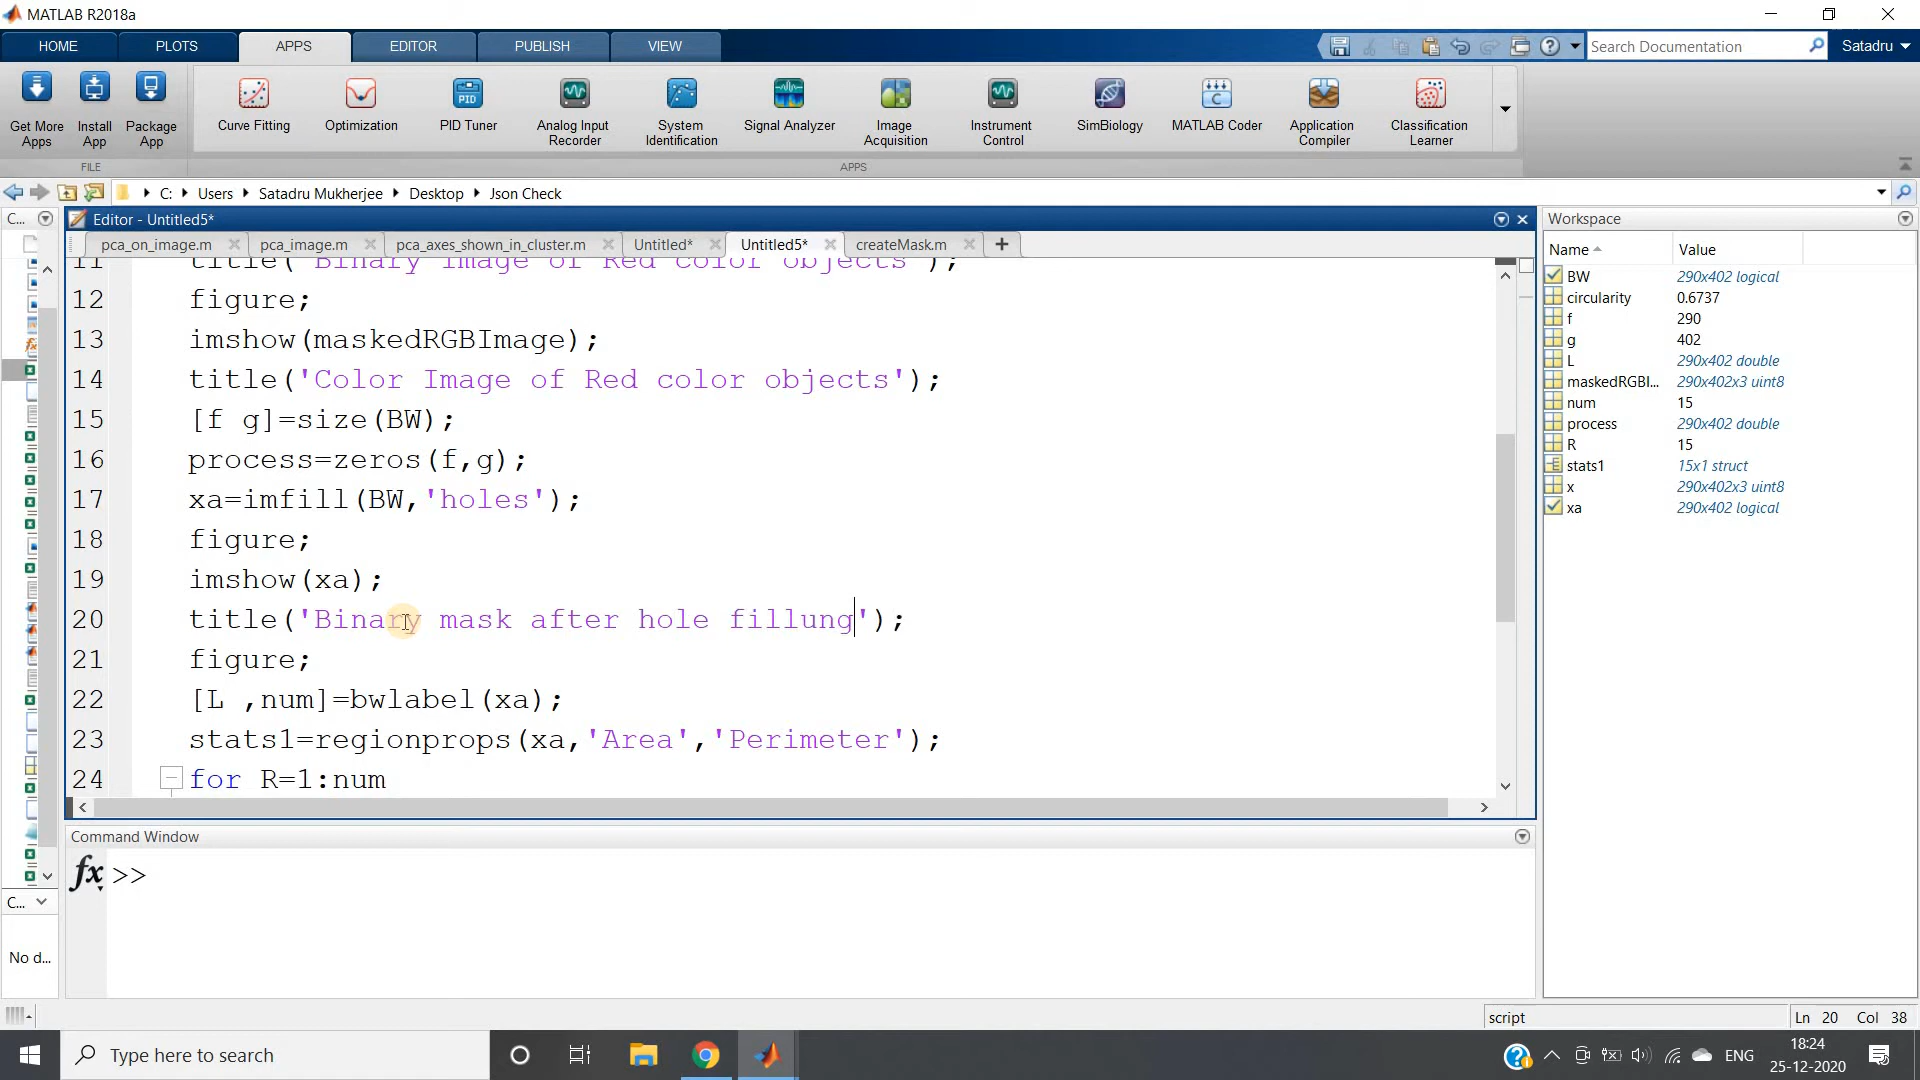 MATLAB R2018a
HOME PLOTS APPS EDITOR PUBLISH VIEW
Search Documentation
Satadru
Get More Apps
Install App
Package App
Curve Fitting
Optimization
PID Tuner
Analog Input Recorder
System Identification
Signal Analyzer
Image Acquisition
Instrument Control
SimBiology
MATLAB Coder
Application Compiler
Classification Learner
FILE
APPS
C: Users Satadru Mukherjee Desktop Json Check
C...
Editor - Untitled5*
pca_on_image.m pca_image.m pca_axes_shown_in_cluster.m Untitled* Untitled5* createMask.m
11 title('Binary image of Red color objects');
12 figure;
13 imshow(maskedRGBImage);
14 title('Color Image of Red color objects');
15 [f g]=size(BW);
16 process=zeros(f,g);
17 xa=imfill(BW,'holes');
18 figure;
19 imshow(xa);
20 title('Binary mask after hole fillung');
21 figure;
22 [L ,num]=bwlabel(xa);
23 stats1=regionprops(xa,'Area','Perimeter');
24 for R=1:num
Workspace
Name Value
BW 290x402 logical
circularity 0.6737
f 290
g 402
L 290x402 double
maskedRGBI... 290x402x3 uint8
num 15
process 290x402 double
R 15
stats1 15x1 struct
x 290x402x3 uint8
xa 290x402 logical
Command Window
fx >>
C...
No d...
script
Ln 20 Col 38
Type here to search
ENG
18:24
25-12-2020